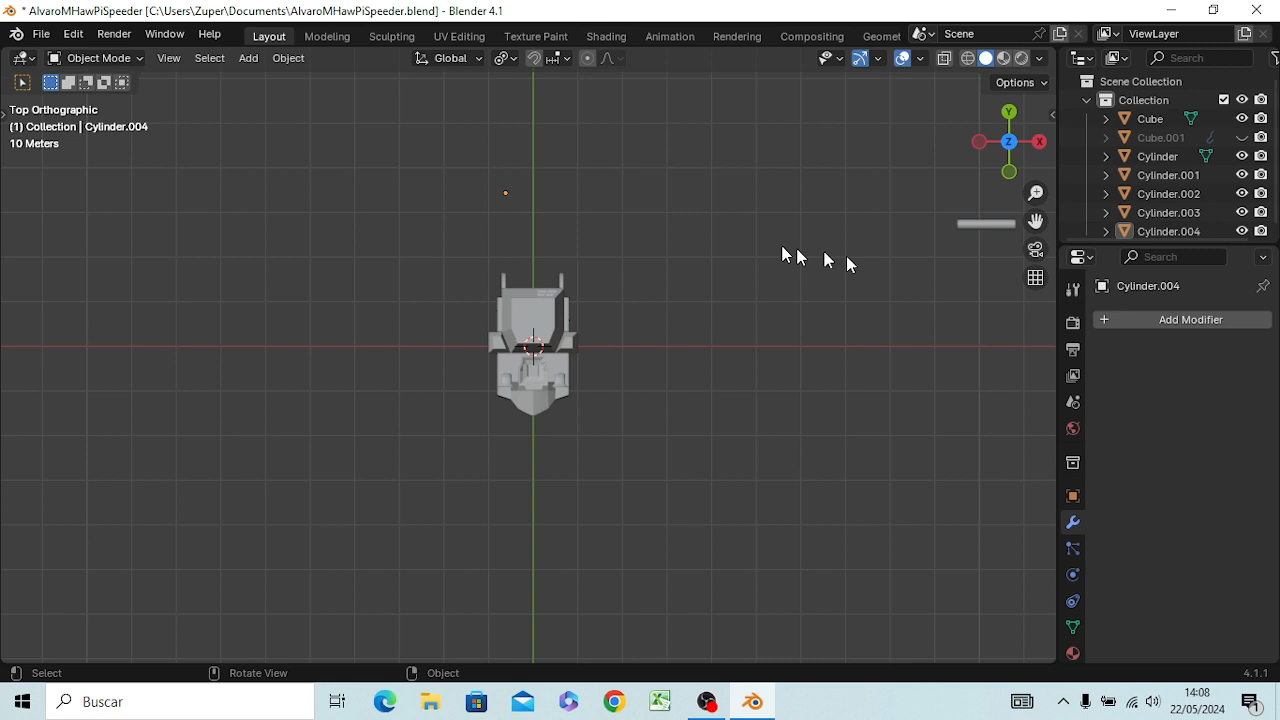 * AlvaroMHawPiSpeeder [C:\Users\Zuper\Documents\AlvaroMHawPiSpeeder.blend] - Blender 4.1
File Edit Render Window Help Layout Modeling Sculpting UV Editing Texture Paint Shading Animation Rendering Compositing Geomet Scene ViewLayer
Object Mode View Select Add Object Global Search
Options
Scene Collection
Collection
Cube
Cube.001
Cylinder
Cylinder.001
Cylinder.002
Cylinder.003
Cylinder.004
Top Orthographic
(1) Collection | Cylinder.004
10 Meters
Y
Z
X
Search
Cylinder.004
+ Add Modifier
Select Rotate View Object 4.1.1
Buscar
14:08
22/05/2024
1